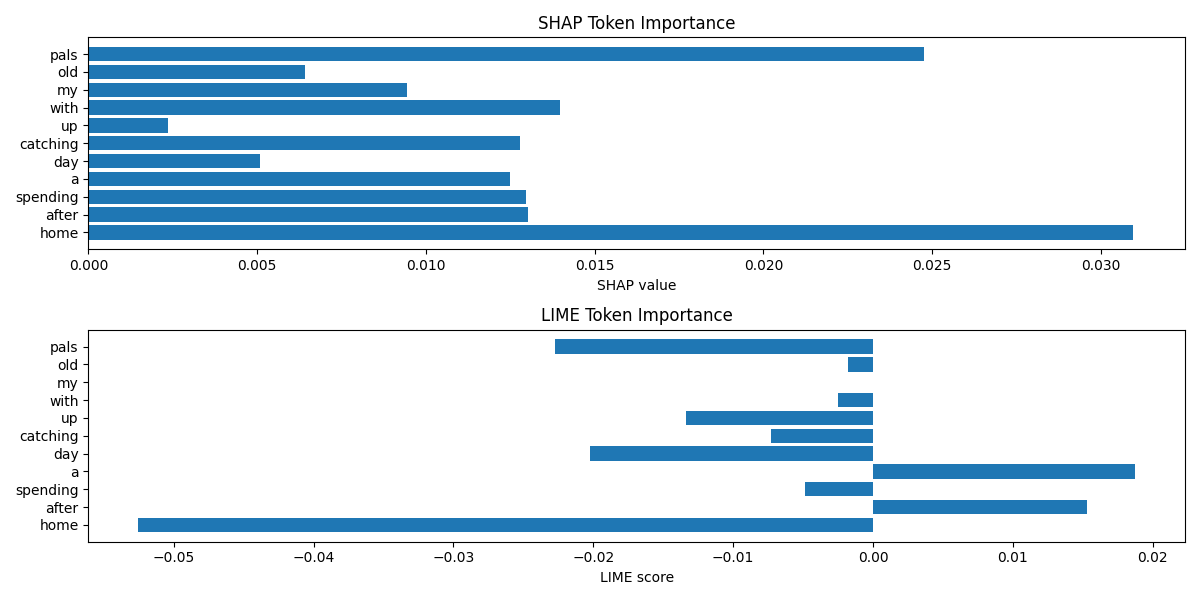 SHAP Token Importance
pals
old
my
with
up
catching
day
a
spending
after
home
0.000 0.005 0.010 0.015 0.020 0.025 0.030
SHAP value
LIME Token Importance
pals
old
my
with
up
catching
day
a
spending
after
home
−0.05 −0.04 −0.03 −0.02 −0.01 0.00 0.01 0.02
LIME score